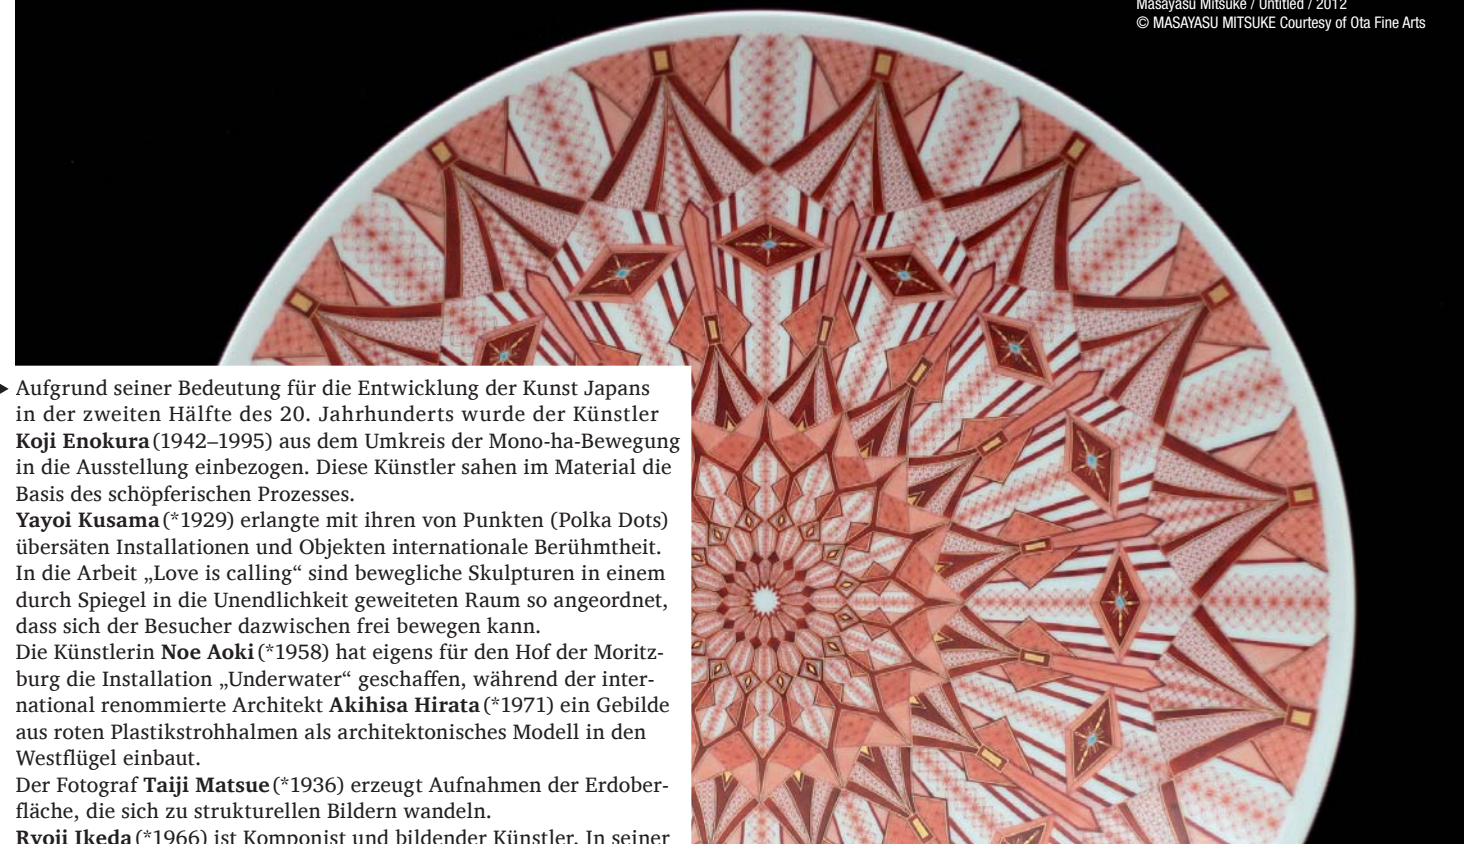 Masayasu Mitsuke / Untitled / 2012
© MASAYASU MITSUKE Courtesy of Ota Fine Arts
Aufgrund seiner Bedeutung für die Entwicklung der Kunst Japans
in der zweiten Hälfte des 20. Jahrhunderts wurde der Künstler
Koji Enokura (1942–1995) aus dem Umkreis der Mono-ha-Bewegung
in die Ausstellung einbezogen. Diese Künstler sahen im Material die
Basis des schöpferischen Prozesses.
Yayoi Kusama (*1929) erlangte mit ihren von Punkten (Polka Dots)
übersäten Installationen und Objekten internationale Berühmtheit.
In die Arbeit „Love is calling“ sind bewegliche Skulpturen in einem
durch Spiegel in die Unendlichkeit geweiteten Raum so angeordnet,
dass sich der Besucher dazwischen frei bewegen kann.
Die Künstlerin Noe Aoki (*1958) hat eigens für den Hof der Moritz-
burg die Installation „Underwater“ geschaffen, während der inter-
national renommierte Architekt Akihisa Hirata (*1971) ein Gebilde
aus roten Plastikstrohhalmen als architektonisches Modell in den
Westflügel einbaut.
Der Fotograf Taiji Matsue (*1936) erzeugt Aufnahmen der Erdober-
fläche, die sich zu strukturellen Bildern wandeln.
Ryoji Ikeda (*1966) ist Komponist und bildender Künstler. In seiner